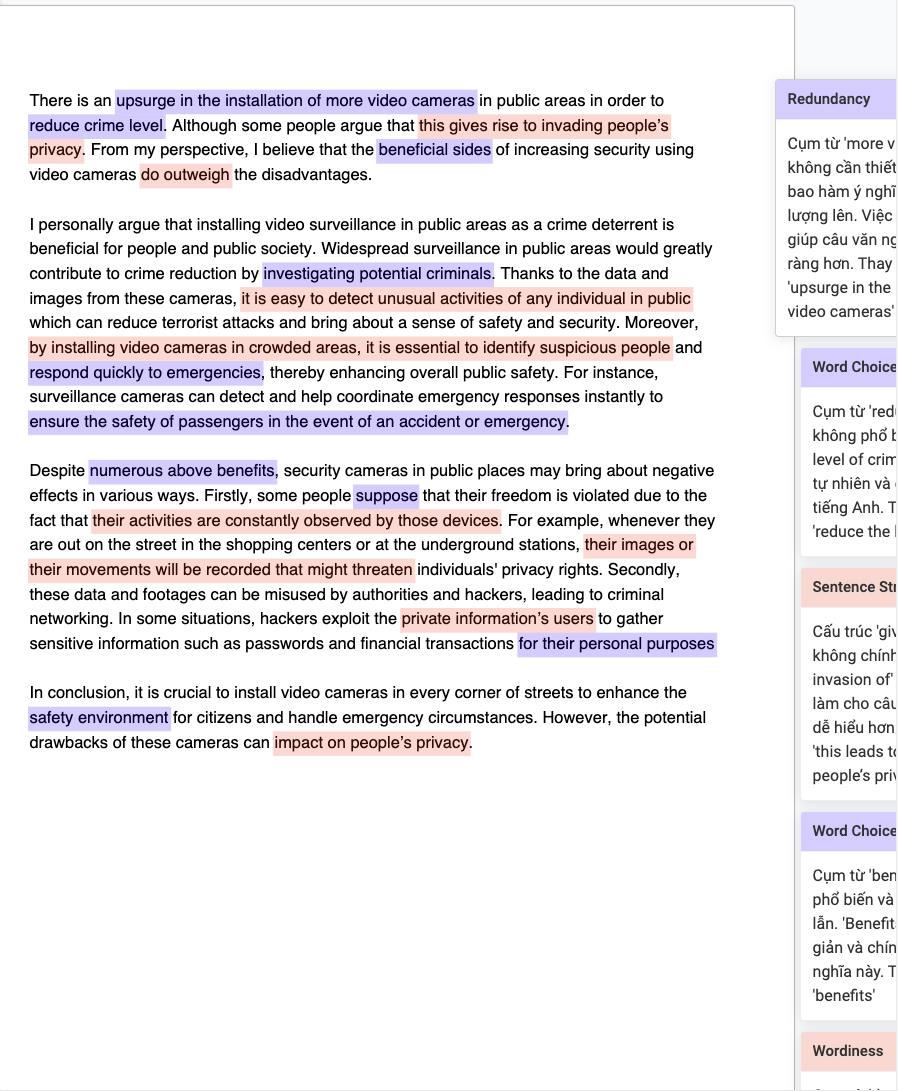 There is an upsurge in the installation of more video cameras in public areas in order to
reduce crime level. Although some people argue that this gives rise to invading people's
privacy. From my perspective, I believe that the beneficial sides of increasing security using
video cameras do outweigh the disadvantages.
I personally argue that installing video surveillance in public areas as a crime deterrent is
beneficial for people and public society. Widespread surveillance in public areas would greatly
contribute to crime reduction by investigating potential criminals. Thanks to the data and
images from these cameras, it is easy to detect unusual activities of any individual in public
which can reduce terrorist attacks and bring about a sense of safety and security. Moreover,
by installing video cameras in crowded areas, it is essential to identify suspicious people and
respond quickly to emergencies, thereby enhancing overall public safety. For instance,
surveillance cameras can detect and help coordinate emergency responses instantly to
ensure the safety of passengers in the event of an accident or emergency.
Despite numerous above benefits, security cameras in public places may bring about negative
effects in various ways. Firstly, some people suppose that their freedom is violated due to the
fact that their activities are constantly observed by those devices. For example, whenever they
are out on the street in the shopping centers or at the underground stations, their images or
their movements will be recorded that might threaten individuals' privacy rights. Secondly,
these data and footages can be misused by authorities and hackers, leading to criminal
networking. In some situations, hackers exploit the private information's users to gather
sensitive information such as passwords and financial transactions for their personal purposes
In conclusion, it is crucial to install video cameras in every corner of streets to enhance the
safety environment for citizens and handle emergency circumstances. However, the potential
drawbacks of these cameras can impact on people's privacy.
Redundancy
Cụm từ 'more v
không cần thiết
bao hàm ý nghĩ
lượng lên. Việc
giúp câu văn ng
ràng hơn. Thay
'upsurge in the
video cameras'
Word Choice
Cụm từ 'red
không phổ b
level of crim
tự nhiên và
tiếng Anh. T
'reduce the
Sentence Str
Cấu trúc 'giv
không chính
invasion of'
làm cho câu
dễ hiểu hơn
'this leads to
people's priv
Word Choice
Cụm từ 'ben
phổ biến và
lẫn. 'Benefit
giản và chín
nghĩa này. T
'benefits'
Wordiness